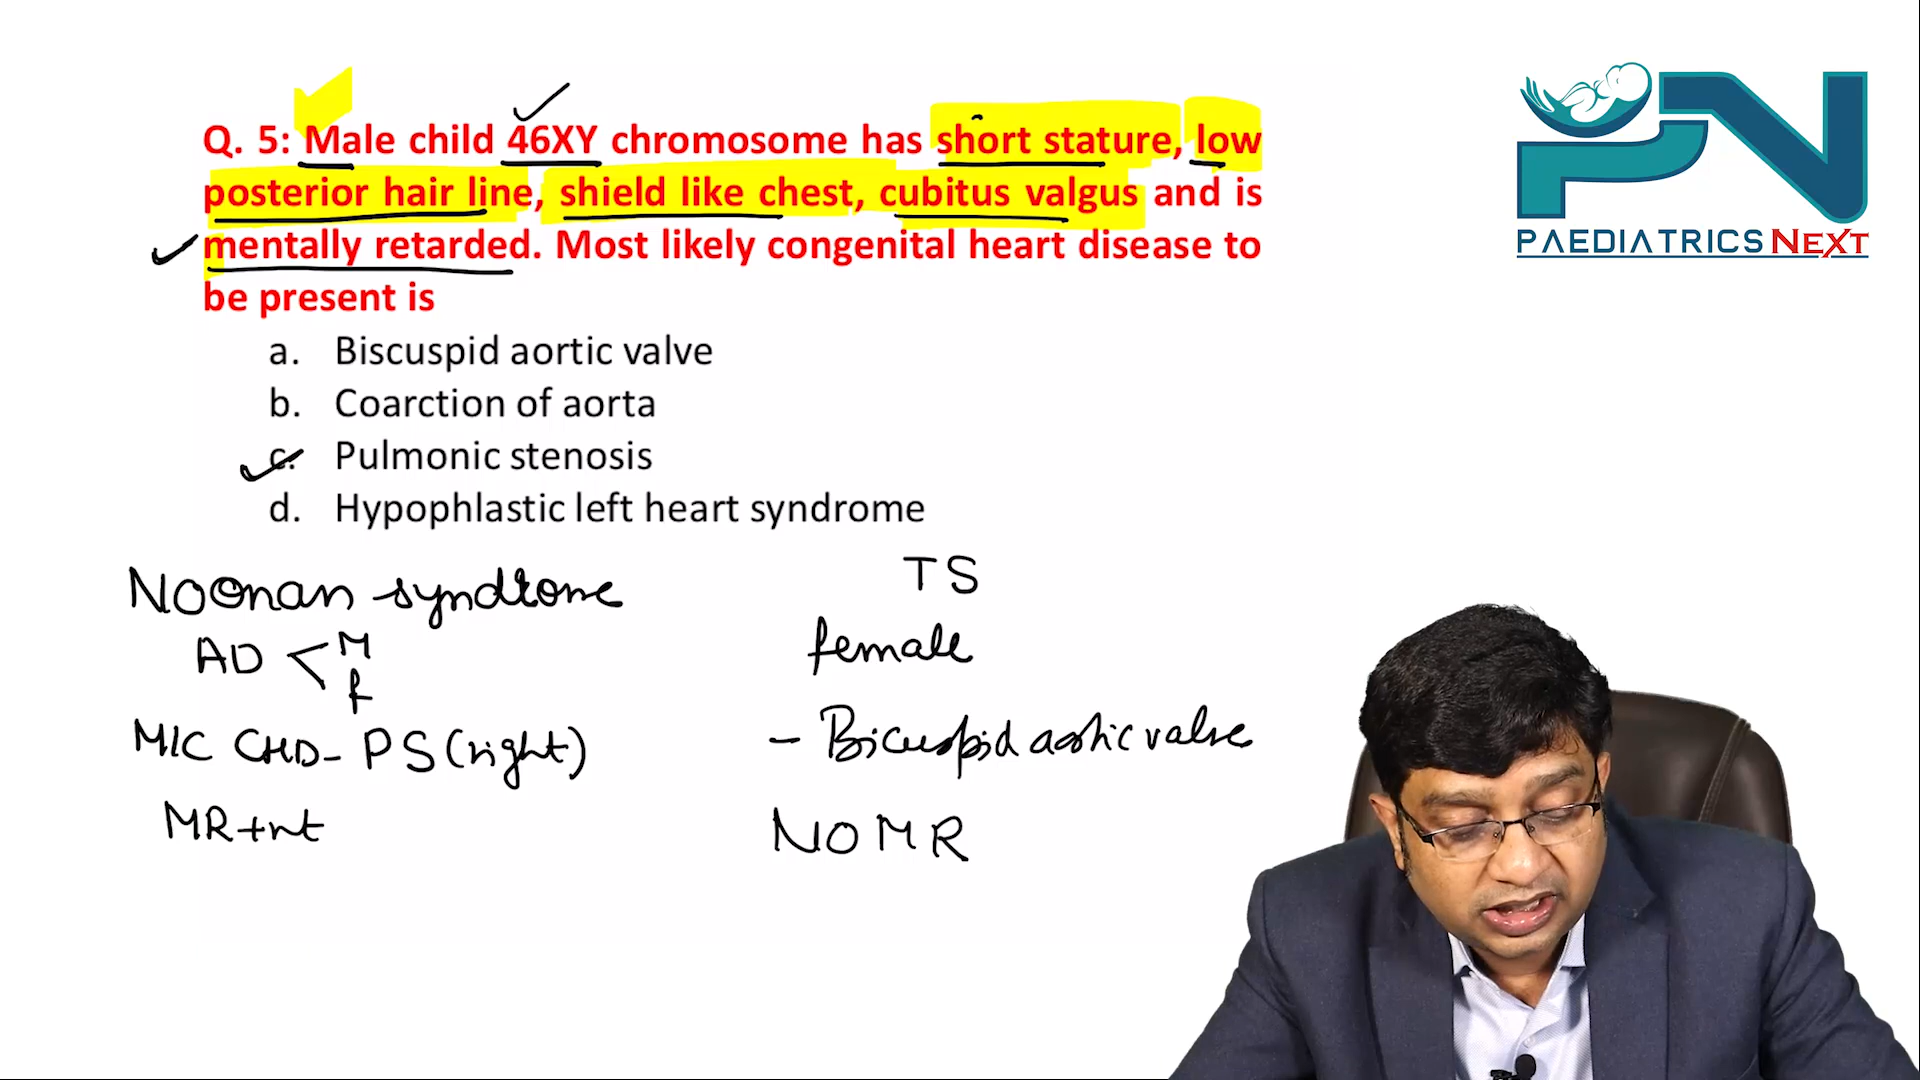 Q. 5: Male child 46XY chromosome has short stature, low
posterior hair line, shield like chest, cubitus valgus and is
mentally retarded. Most likely congenital heart disease to
be present is
a. Biscuspid aortic valve
b. Coarction of aorta
c. Pulmonic stenosis
d. Hypophlastic left heart syndrome
PN
PAEDIATRICS NEXT
Noonan syndrome
AD < M
f
MIC CHD - PS (right)
MR +nt
TS
female
- Bicuspid aortic valve
NO MR